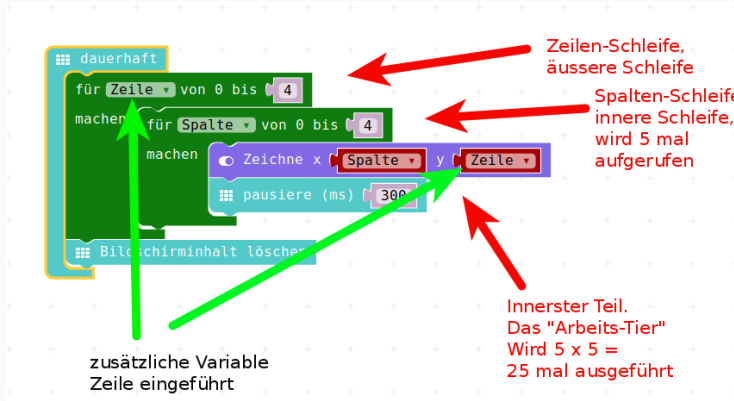 dauerhaft
für Zeile von 0 bis 4
machen
für Spalte von 0 bis 4
machen
Zeichne x Spalte y Zeile
pausiere (ms) 300
Bildschirminhalt löschen
Zeilen-Schleife,
äussere Schleife
Spalten-Schleife
innere Schleife,
wird 5 mal
aufgerufen
Innerster Teil.
Das "Arbeits-Tier"
Wird 5 x 5 =
25 mal ausgeführt
zusätzliche Variable
Zeile eingeführt